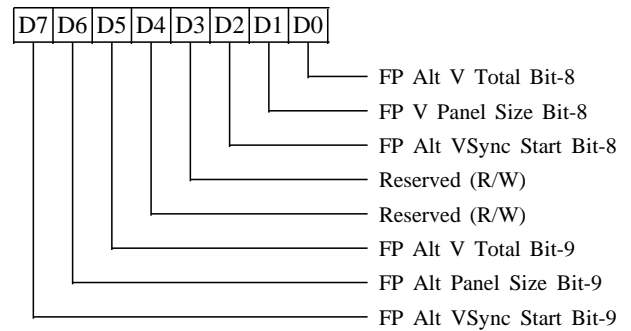 D7 D6 D5 D4 D3 D2 D1 D0
FP Alt V Total Bit-8
FP V Panel Size Bit-8
FP Alt VSync Start Bit-8
Reserved (R/W)
Reserved (R/W)
FP Alt V Total Bit-9
FP Alt Panel Size Bit-9
FP Alt VSync Start Bit-9